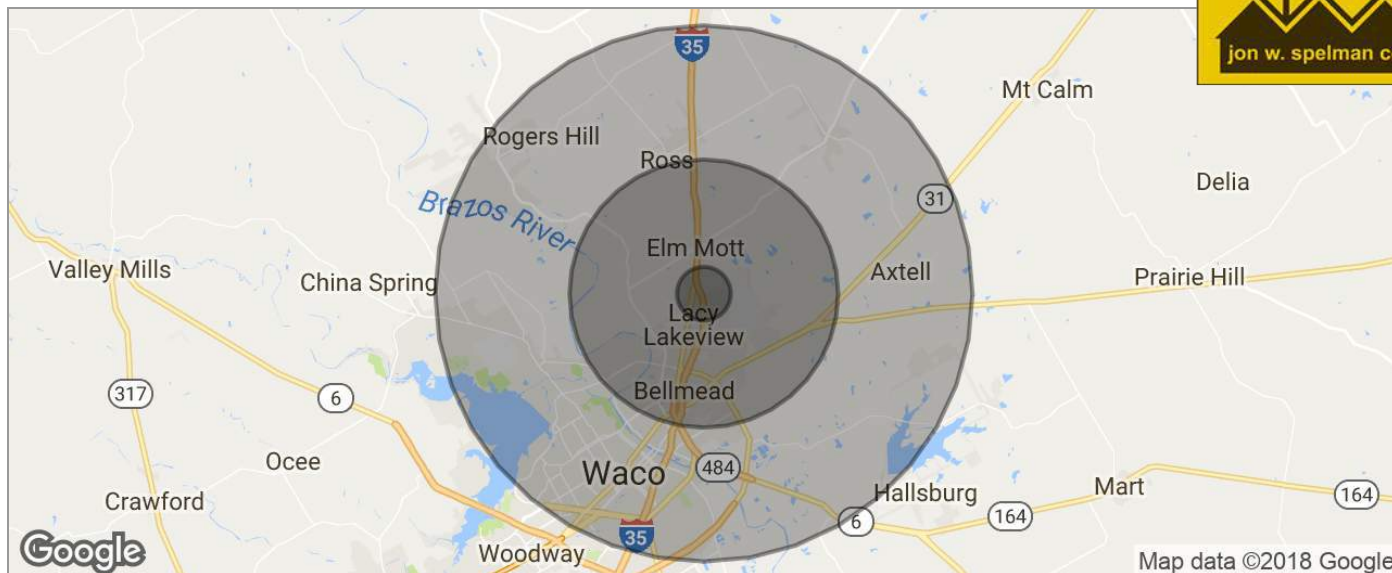 jon w. spelman c
35
Mt Calm
Rogers Hill
Ross
Delia
31
Brazos River
Elm Mott
Valley Mills
China Spring
Axtell
Prairie Hill
Lacy
Lakeview
317
6
Bellmead
Ocee
Waco
484
Crawford
Hallsburg
Mart
164
6
164
35
Woodway
Google
Map data ©2018 Google